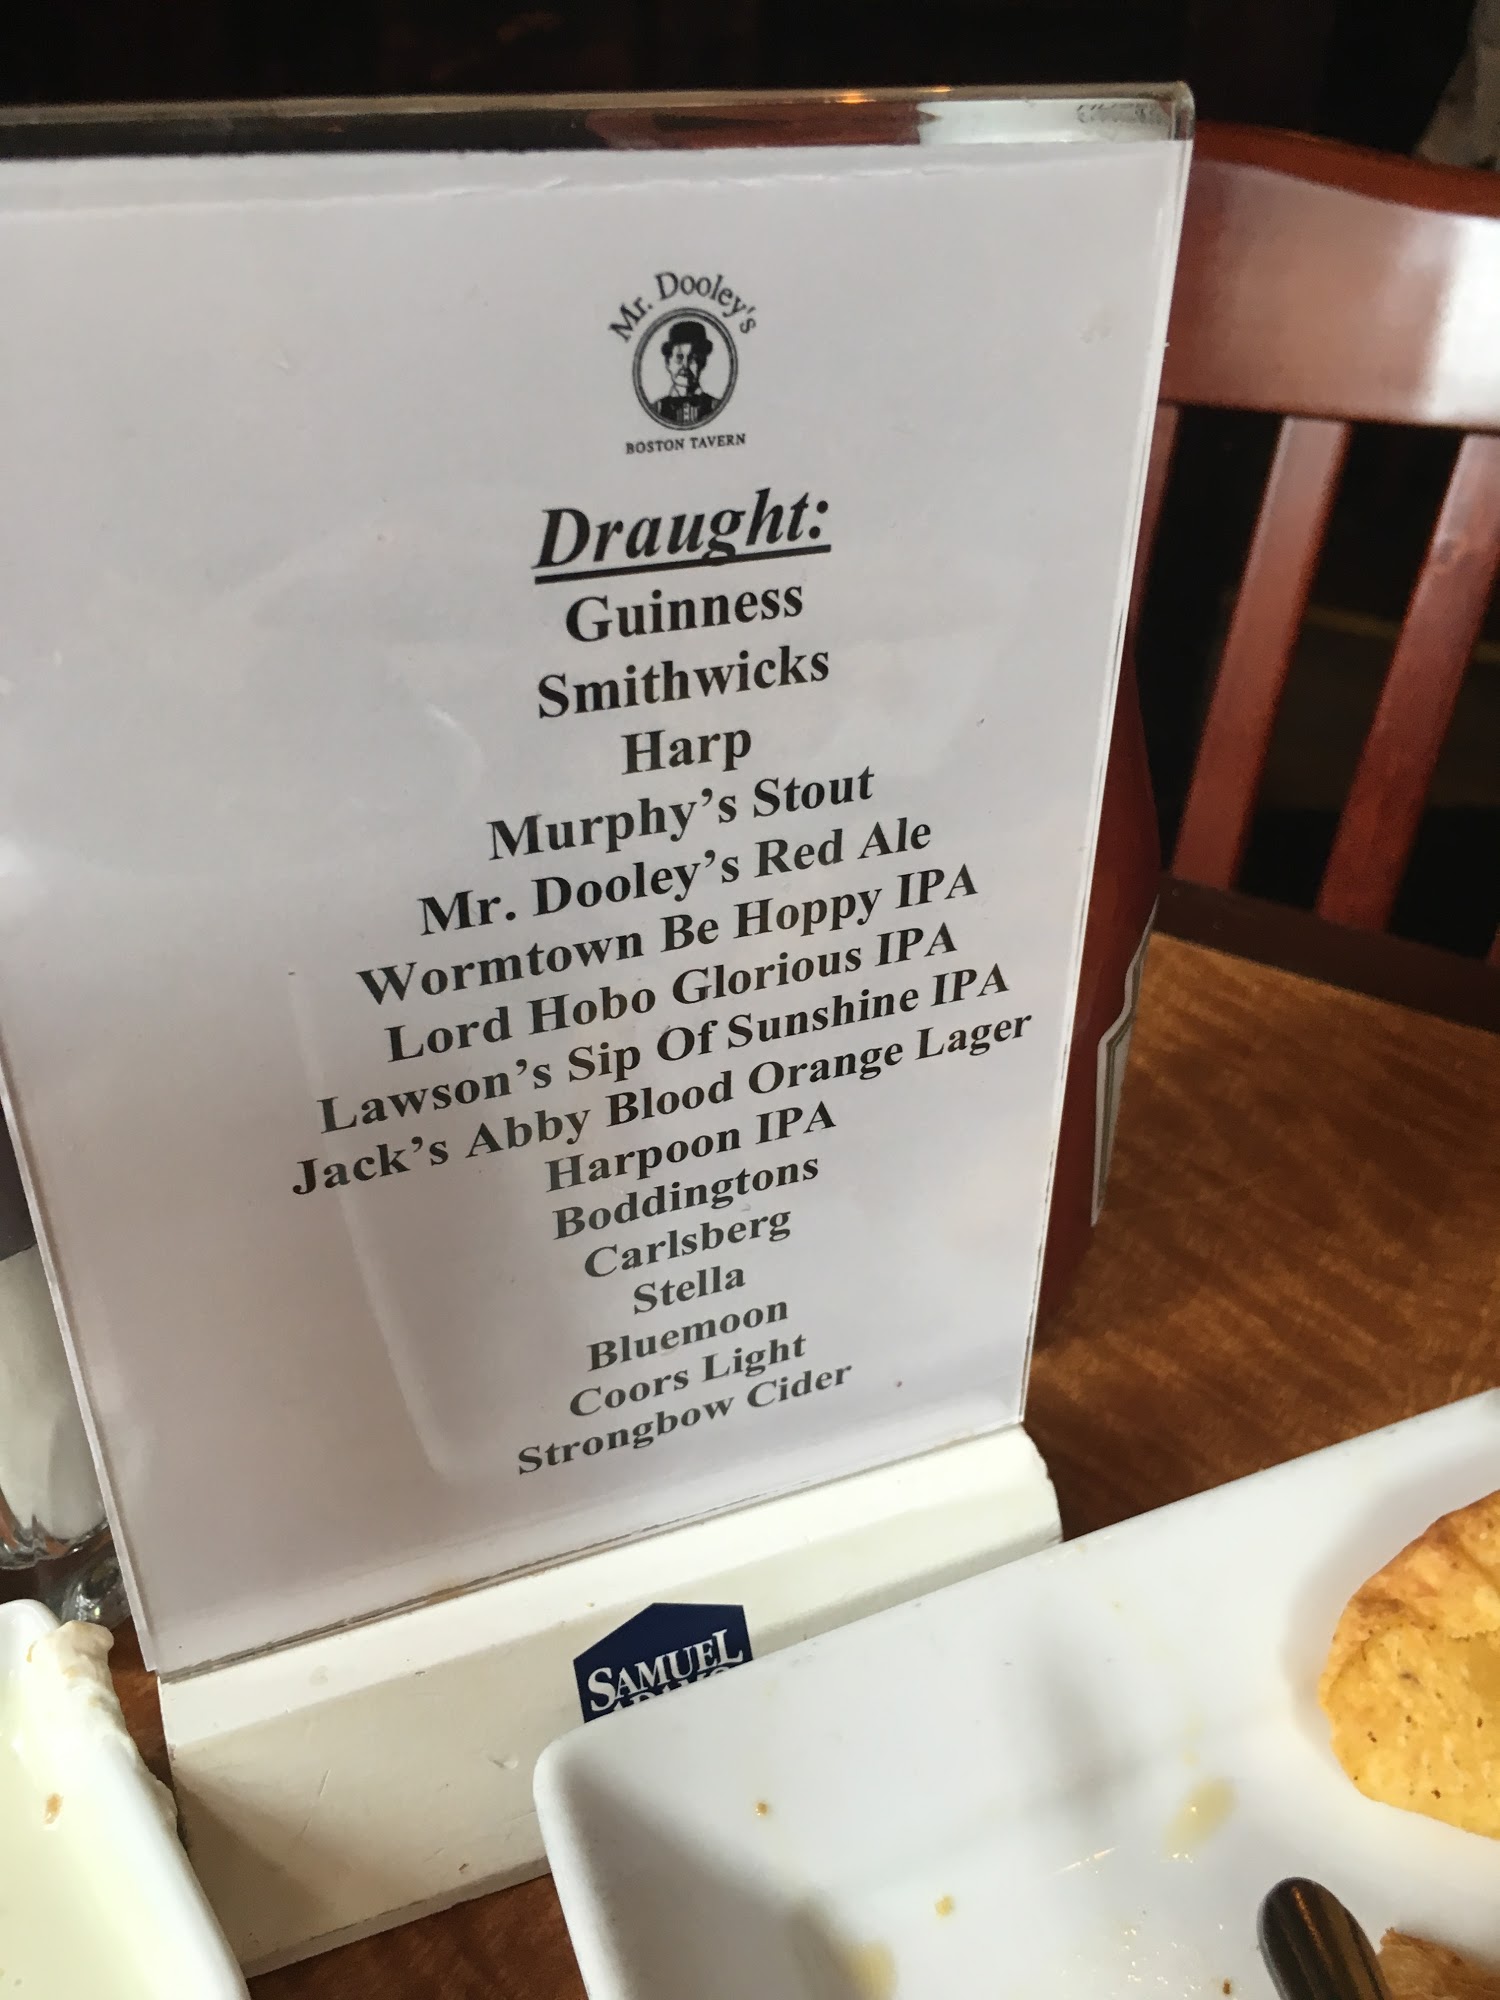 Mr. Dooley's
BOSTON TAVERN
Draught:
Guinness
Smithwicks
Harp
Murphy's Stout
Mr. Dooley's Red Ale
Wormtown Be Hoppy IPA
Lord Hobo Glorious IPA
Lawson's Sip Of Sunshine IPA
Jack's Abby Blood Orange Lager
Harpoon IPA
Boddingtons
Carlsberg
Stella
Bluemoon
Coors Light
Strongbow Cider
SAMUEL